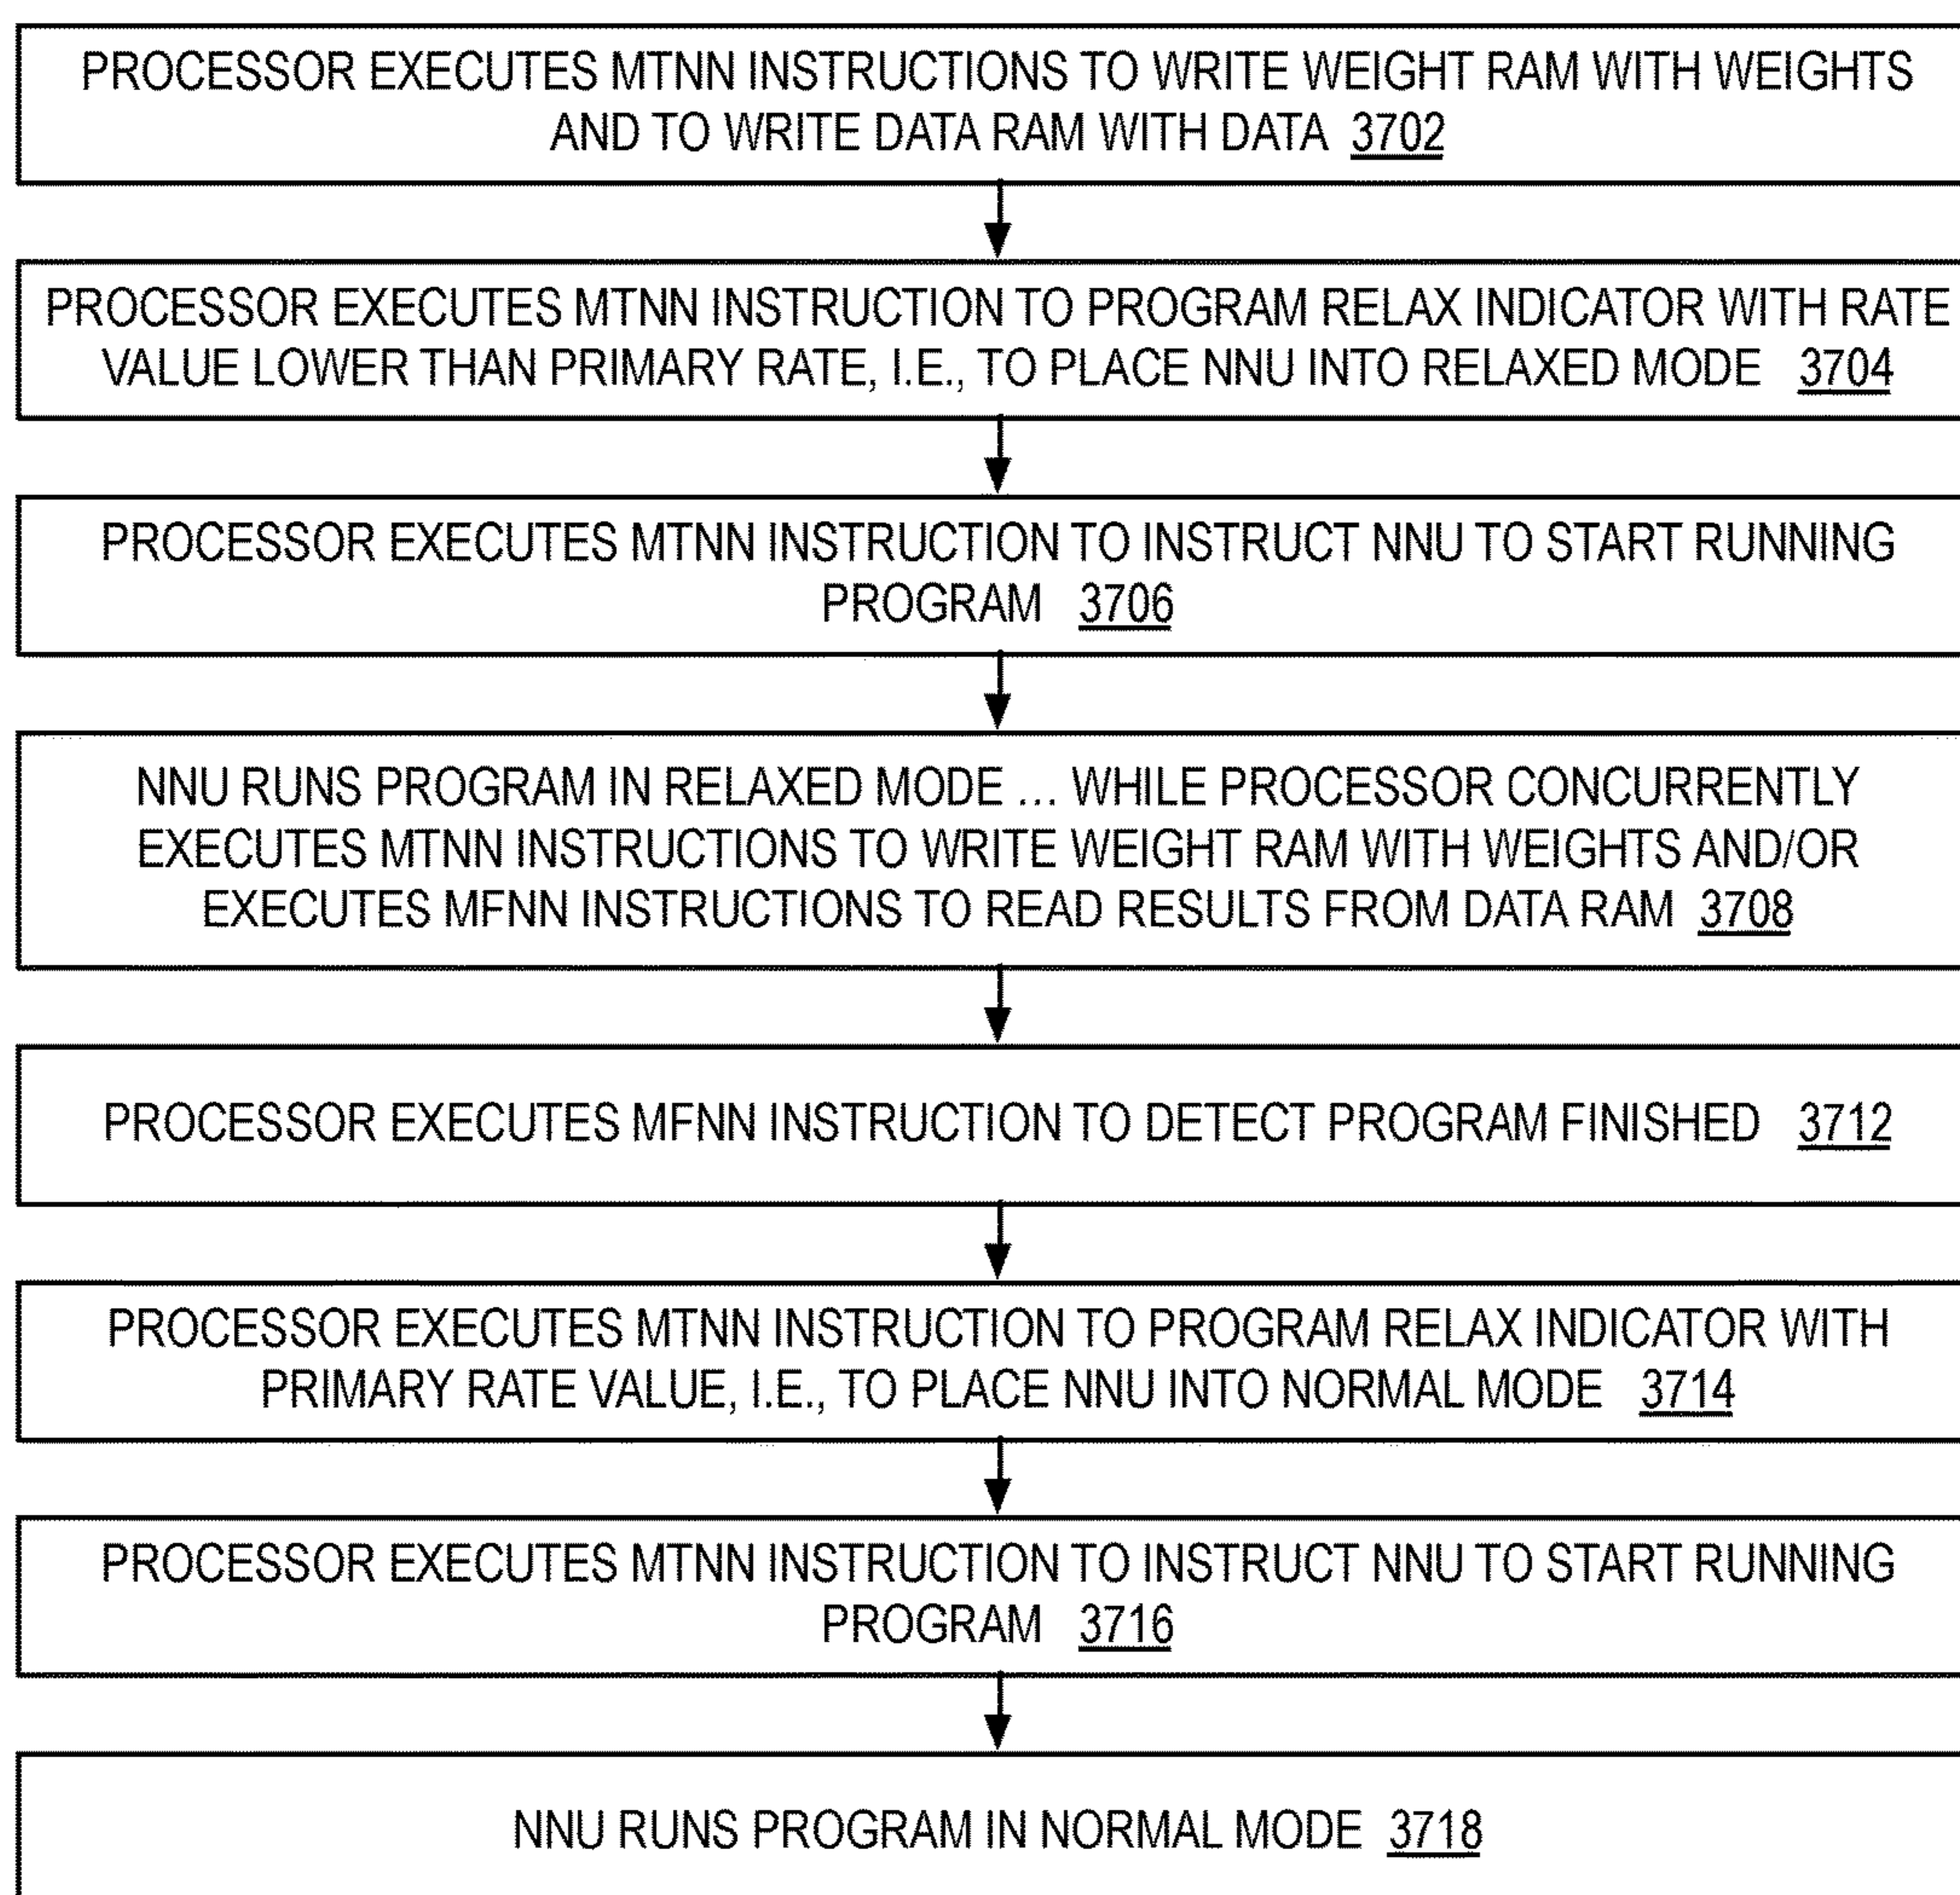 PROCESSOR EXECUTES MTNN INSTRUCTIONS TO WRITE WEIGHT RAM WITH WEIGHTS
AND TO WRITE DATA RAM WITH DATA 3702
PROCESSOR EXECUTES MTNN INSTRUCTION TO PROGRAM RELAX INDICATOR WITH RATE
VALUE LOWER THAN PRIMARY RATE, I.E., TO PLACE NNU INTO RELAXED MODE 3704
PROCESSOR EXECUTES MTNN INSTRUCTION TO INSTRUCT NNU TO START RUNNING
PROGRAM 3706
NNU RUNS PROGRAM IN RELAXED MODE ... WHILE PROCESSOR CONCURRENTLY
EXECUTES MTNN INSTRUCTIONS TO WRITE WEIGHT RAM WITH WEIGHTS AND/OR
EXECUTES MFNN INSTRUCTIONS TO READ RESULTS FROM DATA RAM 3708
PROCESSOR EXECUTES MFNN INSTRUCTION TO DETECT PROGRAM FINISHED 3712
PROCESSOR EXECUTES MTNN INSTRUCTION TO PROGRAM RELAX INDICATOR WITH
PRIMARY RATE VALUE, I.E., TO PLACE NNU INTO NORMAL MODE 3714
PROCESSOR EXECUTES MTNN INSTRUCTION TO INSTRUCT NNU TO START RUNNING
PROGRAM 3716
NNU RUNS PROGRAM IN NORMAL MODE 3718